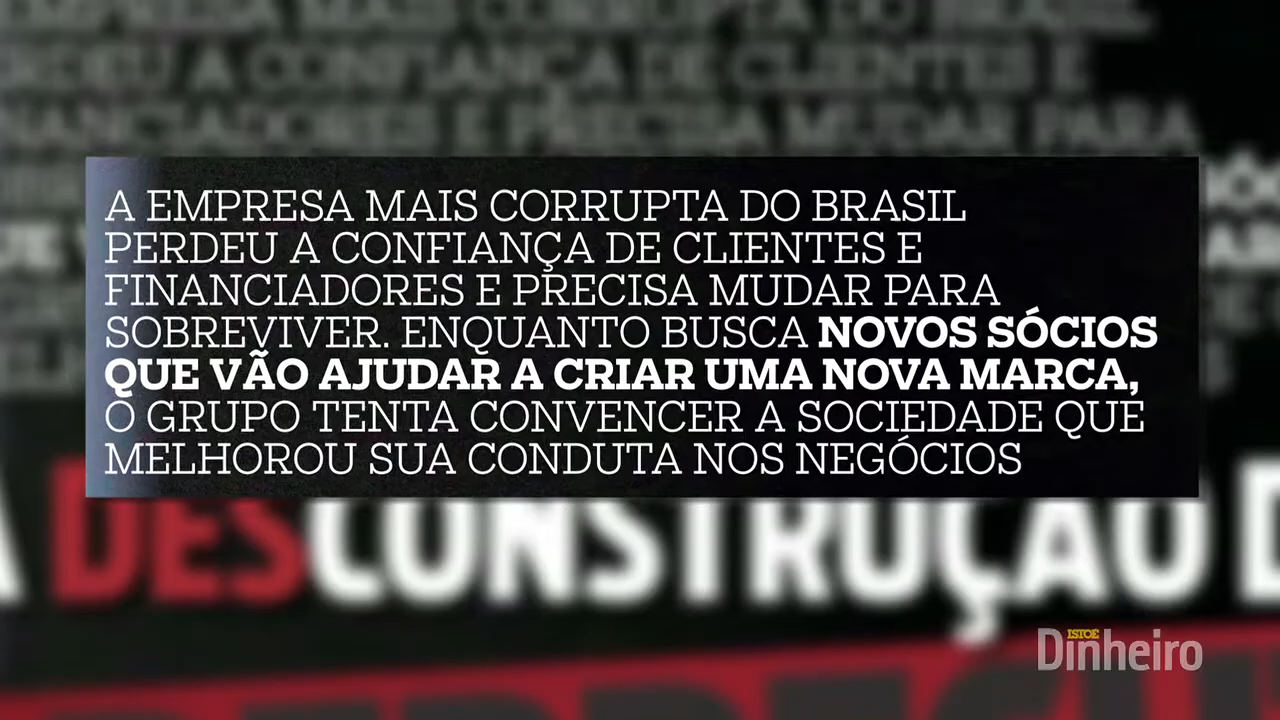 A EMPRESA MAIS CORRUPTA DO BRASIL
PERDEU A CONFIANÇA DE CLIENTES E
FINANCIADORES E PRECISA MUDAR PARA
SOBREVIVER. ENQUANTO BUSCA NOVOS SÓCIOS
QUE VÃO AJUDAR A CRIAR UMA NOVA MARCA,
O GRUPO TENTA CONVENCER A SOCIEDADE QUE
MELHOROU SUA CONDUTA NOS NEGÓCIOS
A DESCONSTRUÇÃO D
ISTOÉ
Dinheiro